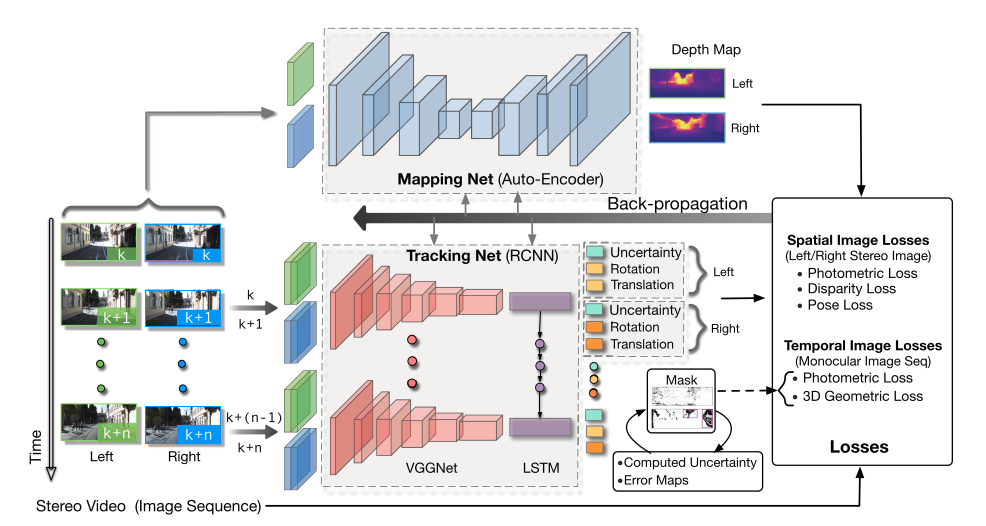 Depth Map
Left
Right
Mapping Net (Auto-Encoder)
Back-propagation
k
k
k+1
k+1
k+n
k+n
Left
Right
Time
Stereo Video (Image Sequence)
k
k+1
k+(n-1)
k+n
Tracking Net (RCNN)
VGGNet
LSTM
Uncertainty
Rotation
Translation
Left
Uncertainty
Rotation
Translation
Right
Mask
•Computed Uncertainty
•Error Maps
Spatial Image Losses
(Left/Right Stereo Image)
• Photometric Loss
• Disparity Loss
• Pose Loss
Temporal Image Losses
(Monocular Image Seq)
• Photometric Loss
• 3D Geometric Loss
Losses